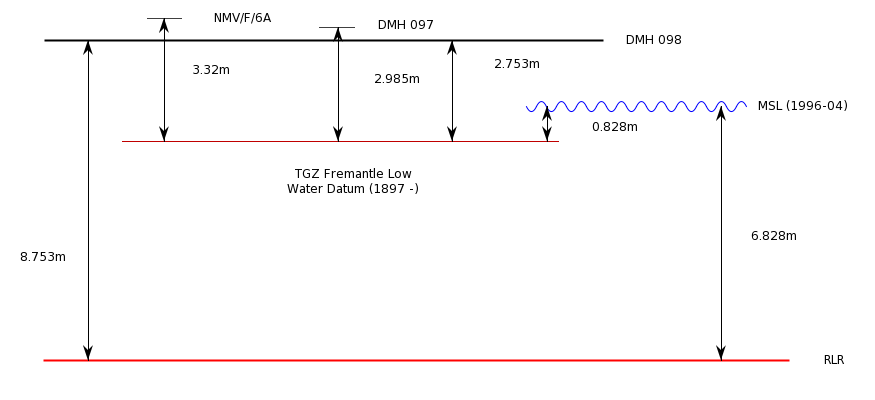 NMV/F/6A
DMH 097
DMH 098
3.32m
2.985m
2.753m
MSL (1996-04)
0.828m
TGZ Fremantle Low
Water Datum (1897 -)
8.753m
6.828m
RLR